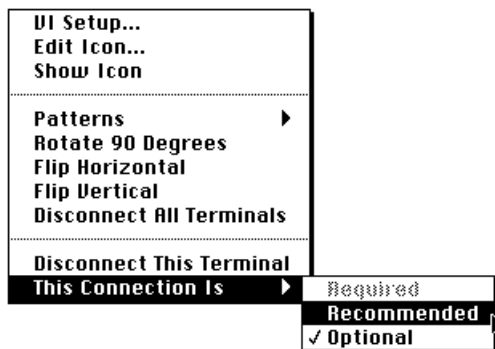 VI Setup...
Edit Icon...
Show Icon
Patterns
Rotate 90 Degrees
Flip Horizontal
Flip Vertical
Disconnect All Terminals
Disconnect This Terminal
This Connection Is
Required
Recommended
✓ Optional